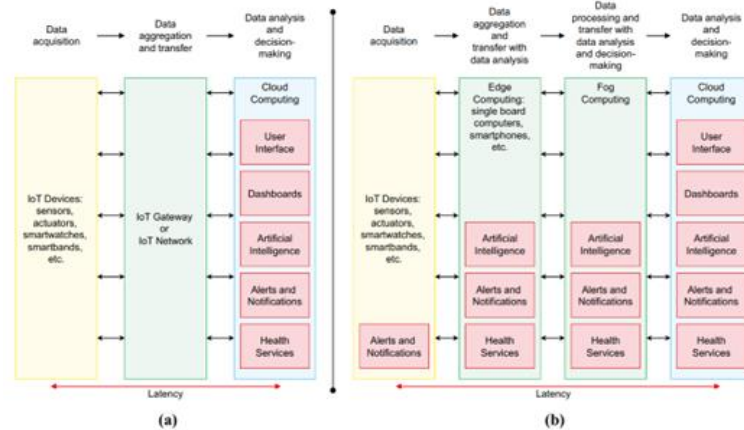 Data
acquisition
Data
aggregation
and transfer
Data analysis
and
decision-
making
IoT Devices:
sensors,
actuators,
smartwatches,
smartbands,
etc.
IoT Gateway
or
IoT Network
Cloud
Computing
User
Interface
Dashboards
Artificial
Intelligence
Alerts and
Notifications
Health
Services
Latency
(a)
Data
acquisition
Data
aggregation
and
transfer with
data analysis
Data
processing and
transfer with
data analysis
and decision-
making
Data analysis
and
decision-
making
IoT Devices:
sensors,
actuators,
smartwatches,
smartbands,
etc.
Alerts and
Notifications
Edge
Computing:
single board
computers,
smartphones,
etc.
Artificial
Intelligence
Alerts and
Notifications
Health
Services
Fog
Computing
Artificial
Intelligence
Alerts and
Notifications
Health
Services
Cloud
Computing
User
Interface
Dashboards
Artificial
Intelligence
Alerts and
Notifications
Health
Services
Latency
(b)